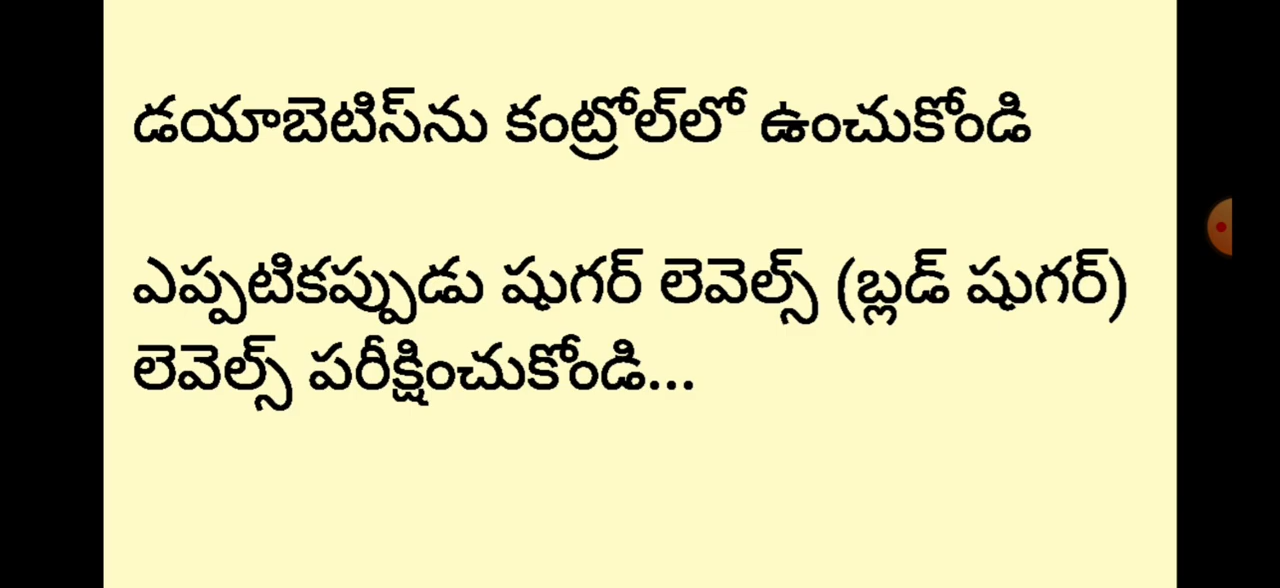 డయాబెటిస్‌ను కంట్రోల్‌లో ఉంచుకోండి
ఎప్పటికప్పుడు షుగర్ లెవెల్స్ (బ్లడ్ షుగర్)
లెవెల్స్ పరీక్షించుకోండి...